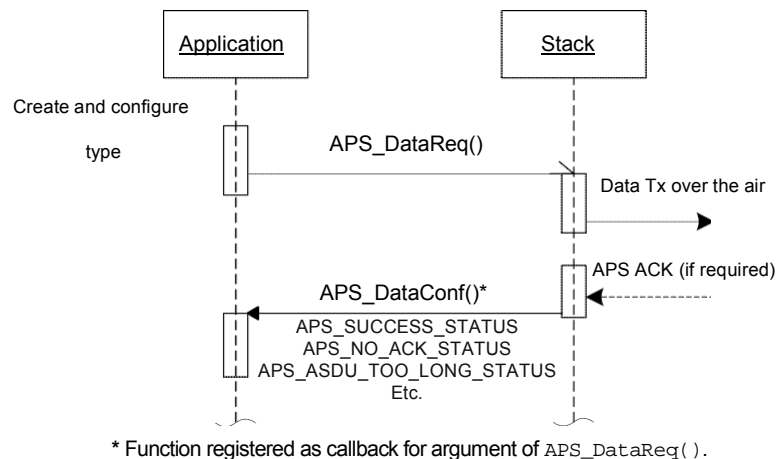 Application
Stack
Create and configure
type
APS_DataReq()
Data Tx over the air
APS ACK (if required)
APS_DataConf()*
APS_SUCCESS_STATUS
APS_NO_ACK_STATUS
APS_ASDU_TOO_LONG_STATUS
Etc.
* Function registered as callback for argument of APS_DataReq().